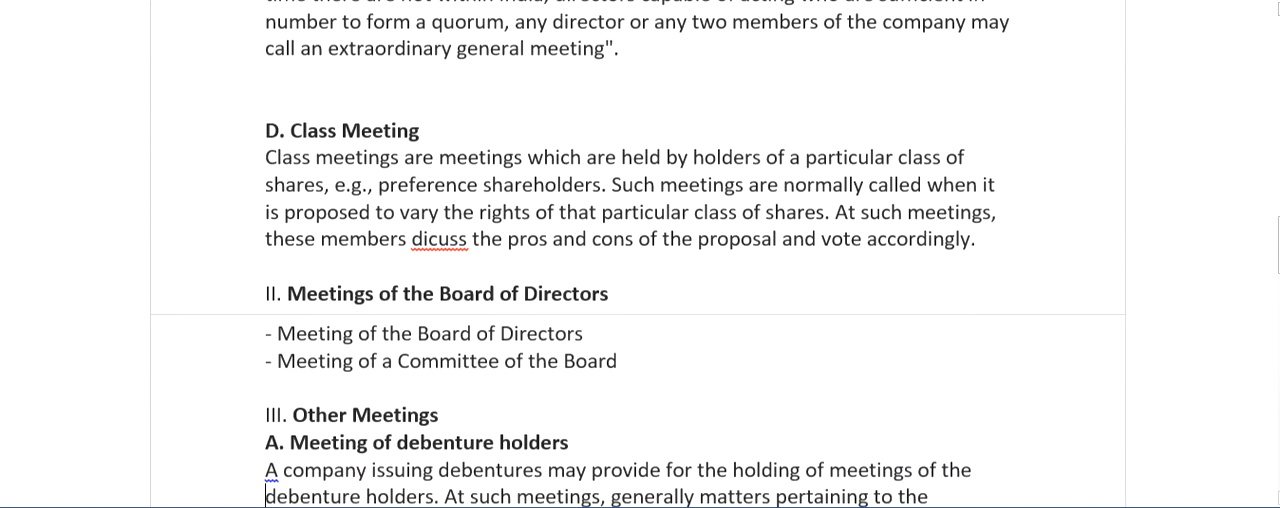 number to form a quorum, any director or any two members of the company may
call an extraordinary general meeting".
D. Class Meeting
Class meetings are meetings which are held by holders of a particular class of
shares, e.g., preference shareholders. Such meetings are normally called when it
is proposed to vary the rights of that particular class of shares. At such meetings,
these members dicuss the pros and cons of the proposal and vote accordingly.
II. Meetings of the Board of Directors
- Meeting of the Board of Directors
- Meeting of a Committee of the Board
III. Other Meetings
A. Meeting of debenture holders
A company issuing debentures may provide for the holding of meetings of the
debenture holders. At such meetings, generally matters pertaining to the